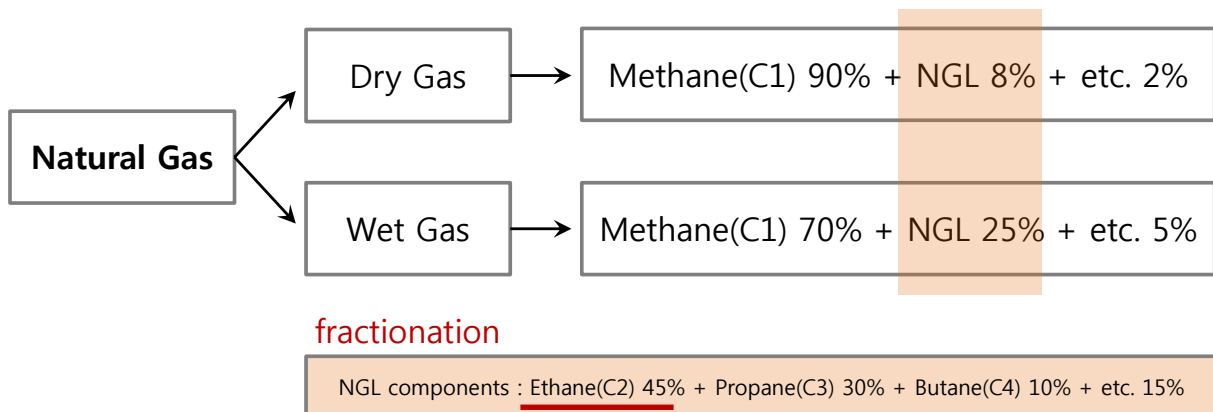 Natural Gas
Dry Gas
Methane(C1) 90% + NGL 8% + etc. 2%
Wet Gas
Methane(C1) 70% + NGL 25% + etc. 5%
fractionation
NGL components : Ethane(C2) 45% + Propane(C3) 30% + Butane(C4) 10% + etc. 15%